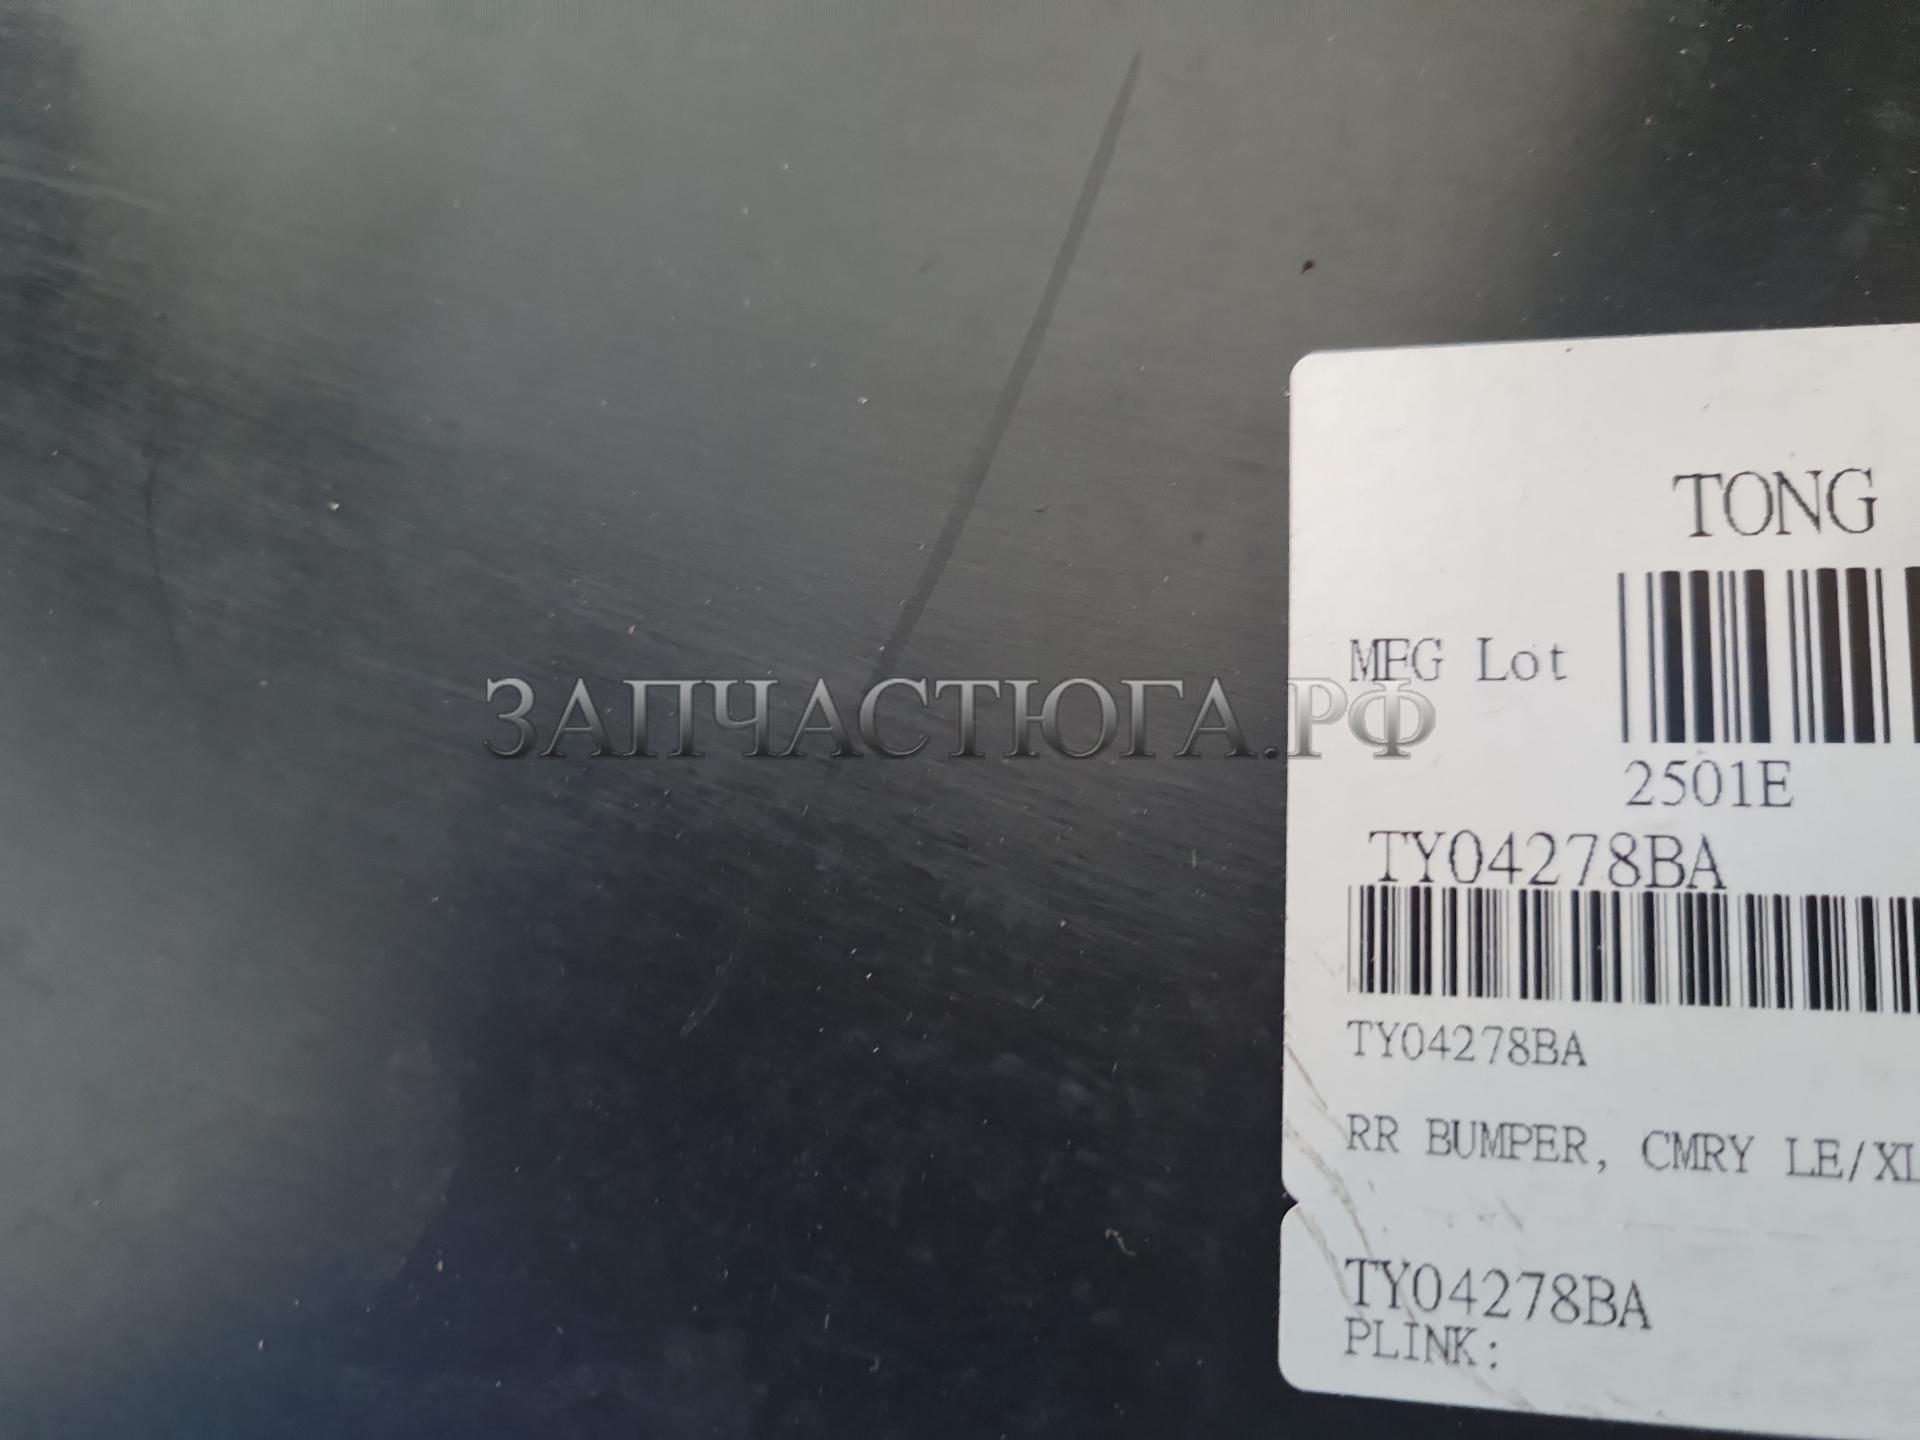 TONG
MFG Lot
2501E
TY04278BA
TY04278BA
RR BUMPER, CMRY LE/XL
TY04278BA
PLINK:
ЗАПЧАСТЮГА.РФ